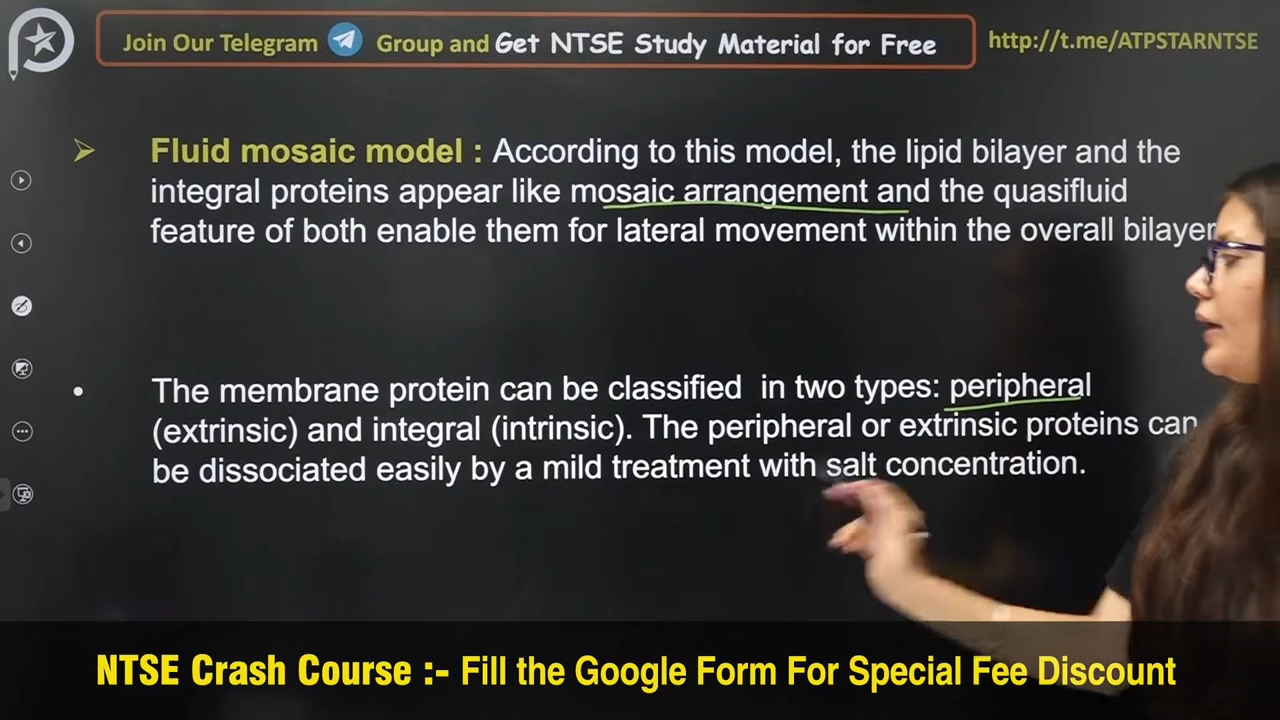 Join Our Telegram Group and Get NTSE Study Material for Free http://t.me/ATPSTARNTSE
➤ Fluid mosaic model : According to this model, the lipid bilayer and the
integral proteins appear like mosaic arrangement and the quasifluid
feature of both enable them for lateral movement within the overall bilayer
• The membrane protein can be classified in two types: peripheral
(extrinsic) and integral (intrinsic). The peripheral or extrinsic proteins can
be dissociated easily by a mild treatment with salt concentration.
NTSE Crash Course :- Fill the Google Form For Special Fee Discount